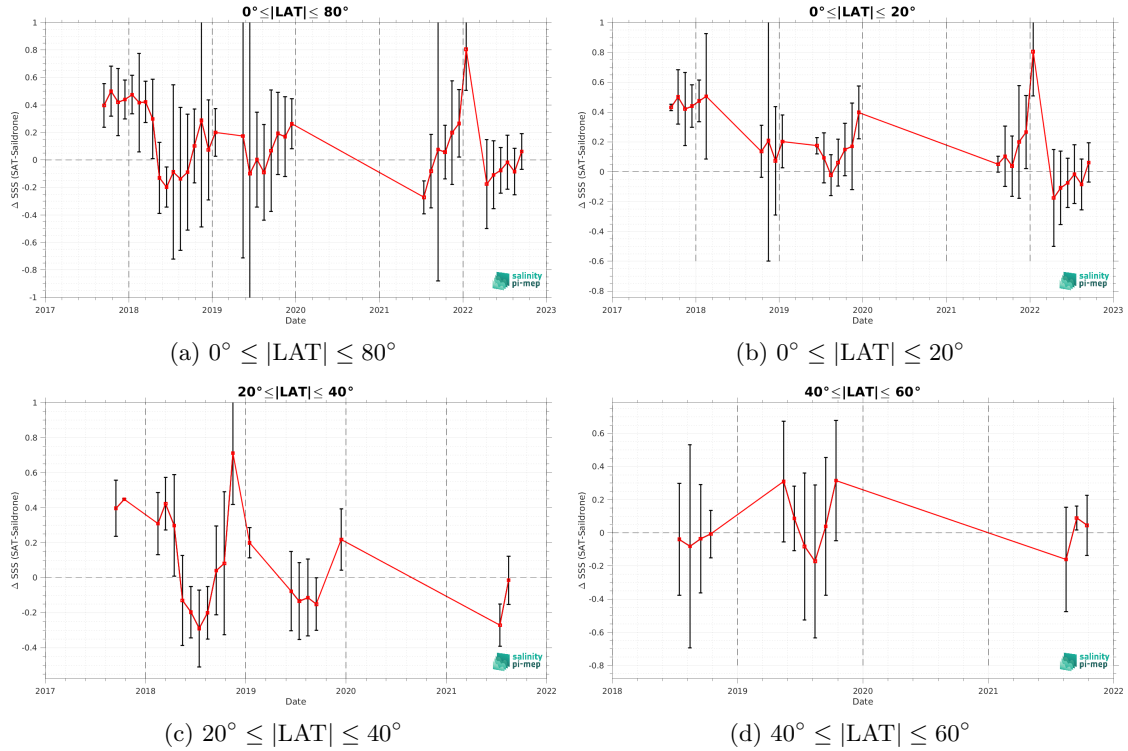 0°≤|LAT|≤ 80°
Δ SSS (SAT-Saildrone)
1
0.8
0.6
0.4
0.2
0
-0.2
-0.4
-0.6
-0.8
-1
salinity
pi-mep
2017 2018 2019 2020 2021 2022 2023
Date
(a) 0° ≤ |LAT| ≤ 80°
0°≤|LAT|≤ 20°
Δ SSS (SAT-Saildrone)
1
0.8
0.6
0.4
0.2
0
-0.2
-0.4
-0.6
-0.8
salinity
pi-mep
2017 2018 2019 2020 2021 2022 2023
Date
(b) 0° ≤ |LAT| ≤ 20°
20°≤|LAT|≤ 40°
Δ SSS (SAT-Saildrone)
1
0.8
0.6
0.4
0.2
0
-0.2
-0.4
salinity
pi-mep
2017 2018 2019 2020 2021 2022
Date
(c) 20° ≤ |LAT| ≤ 40°
40°≤|LAT|≤ 60°
Δ SSS (SAT-Saildrone)
0.6
0.4
0.2
0
-0.2
-0.4
-0.6
-0.8
salinity
pi-mep
2018 2019 2020 2021 2022
Date
(d) 40° ≤ |LAT| ≤ 60°